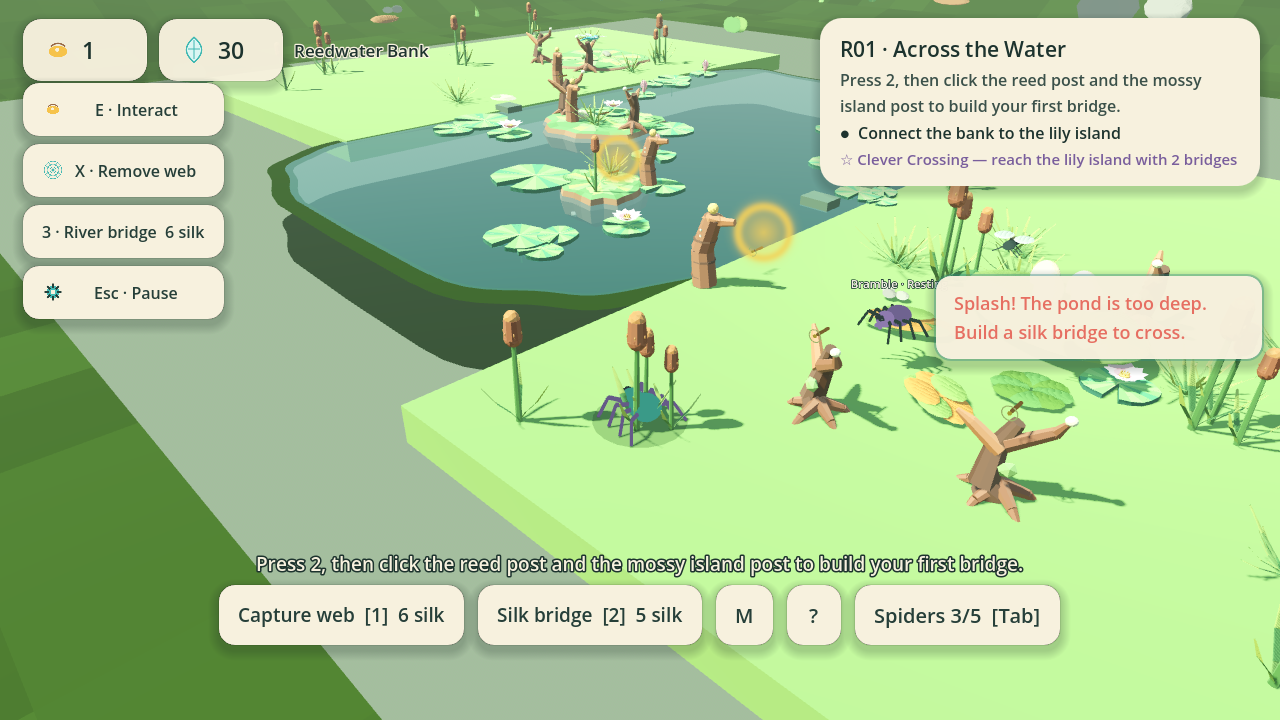 1
30
Reedwater Bank
E · Interact
X · Remove web
3 · River bridge 6 silk
Esc · Pause
R01 · Across the Water
Press 2, then click the reed post and the mossy
island post to build your first bridge.
● Connect the bank to the lily island
☆ Clever Crossing — reach the lily island with 2 bridges
Bramble ·
Splash! The pond is too deep.
Build a silk bridge to cross.
Press 2, then click the reed post and the mossy island post to build your first bridge.
Capture web [1] 6 silk
Silk bridge [2] 5 silk
M
?
Spiders 3/5 [Tab]